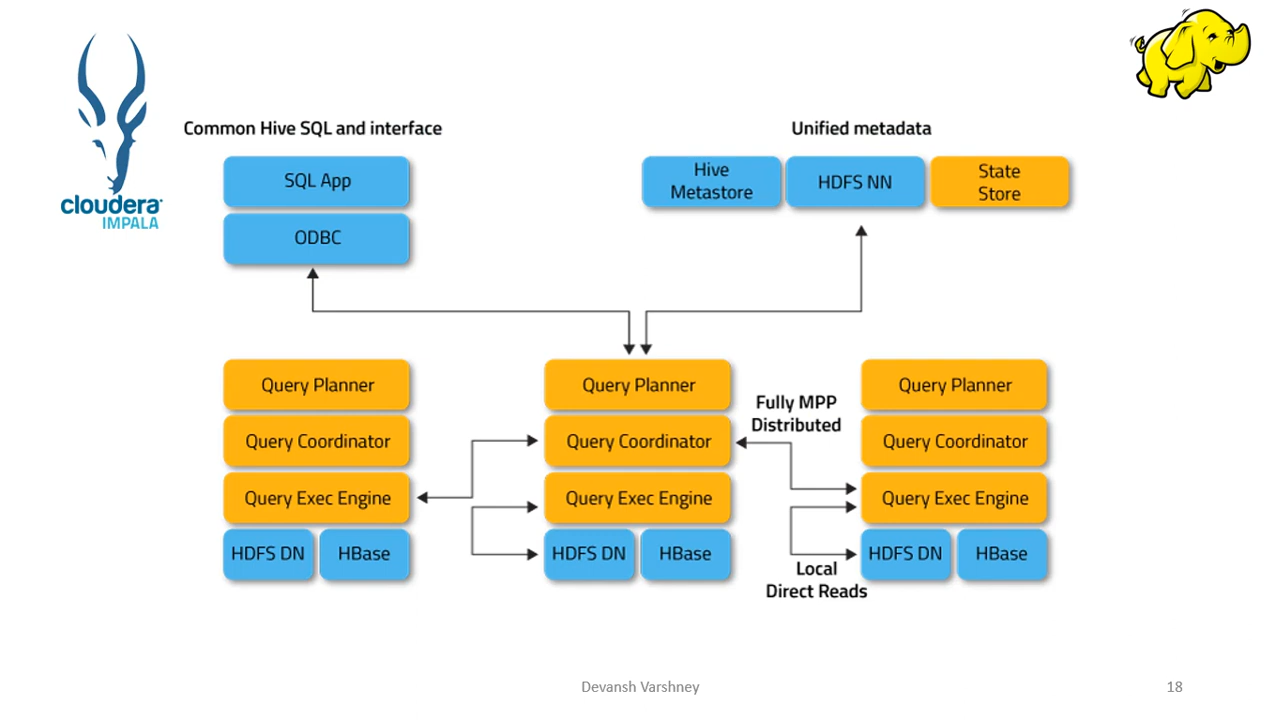 cloudera
IMPALA
Common Hive SQL and interface
SQL App
ODBC
Unified metadata
Hive
Metastore
HDFS NN
State
Store
Query Planner
Query Coordinator
Query Exec Engine
HDFS DN
HBase
Query Planner
Query Coordinator
Query Exec Engine
HDFS DN
HBase
Fully MPP
Distributed
Local
Direct Reads
Query Planner
Query Coordinator
Query Exec Engine
HDFS DN
HBase
Devansh Varshney
18